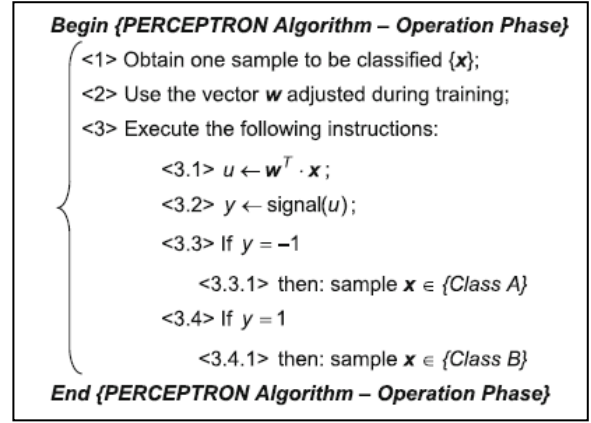 Begin {PERCEPTRON Algorithm – Operation Phase}
<1> Obtain one sample to be classified {x};
<2> Use the vector w adjusted during training;
<3> Execute the following instructions:
<3.1> u ← wᵀ · x ;
<3.2> y ← signal(u) ;
<3.3> If y = –1
<3.3.1> then: sample x ∈ {Class A}
<3.4> If y = 1
<3.4.1> then: sample x ∈ {Class B}
End {PERCEPTRON Algorithm – Operation Phase}